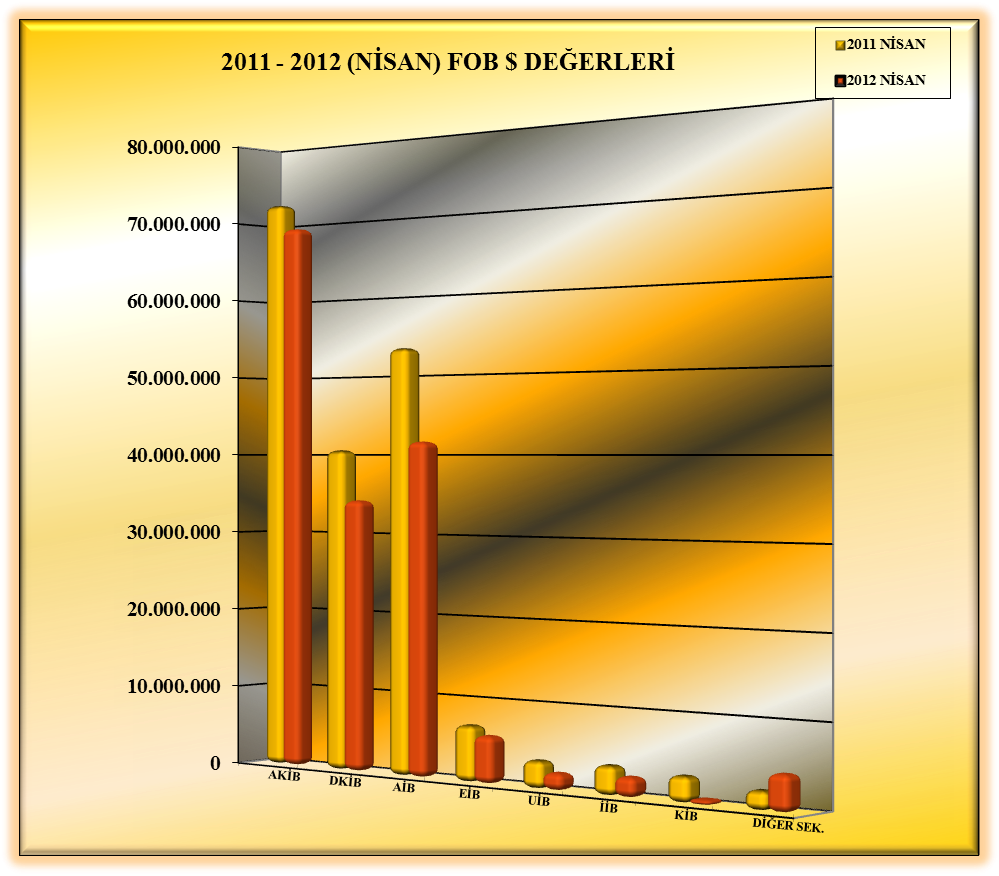 2011 - 2012 (NİSAN) FOB $ DEĞERLERİ
2011 NİSAN
2012 NİSAN
80.000.000
70.000.000
60.000.000
50.000.000
40.000.000
30.000.000
20.000.000
10.000.000
0
AKİB
DKİB
AİB
EİB
UİB
İİB
KİB
DİĞER SEK.